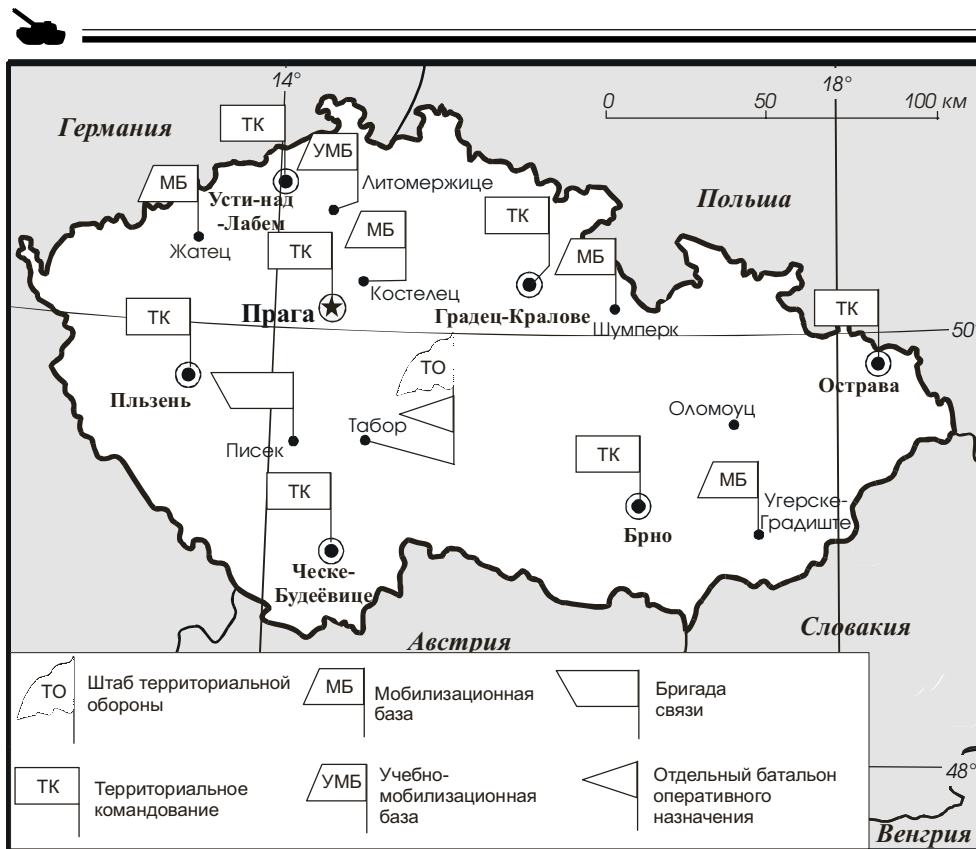 14°
18°
0 50 100 км
Германия
ТК
УМБ
МБ
Литомержице
Усти-над
-Лабем
Польша
ТК
МБ
Жатец
ТК
МБ
Костелец
Прага
Градец-Кралове
Шумперк
ТК
ТК
50°
ТО
Острава
Пльзень
Табор
Оломоуц
Писек
ТК
МБ
ТК
Угерске-
Градиште
Брно
Ческе-
Будеёвице
Словакия
Австрия
ТО
Штаб территориальной
обороны
МБ
Мобилизационная
база
Бригада
связи
ТК
Территориальное
командование
УМБ
Учебно-
мобилизационная
база
Отдельный батальон
оперативного
назначения
48°
Венгрия